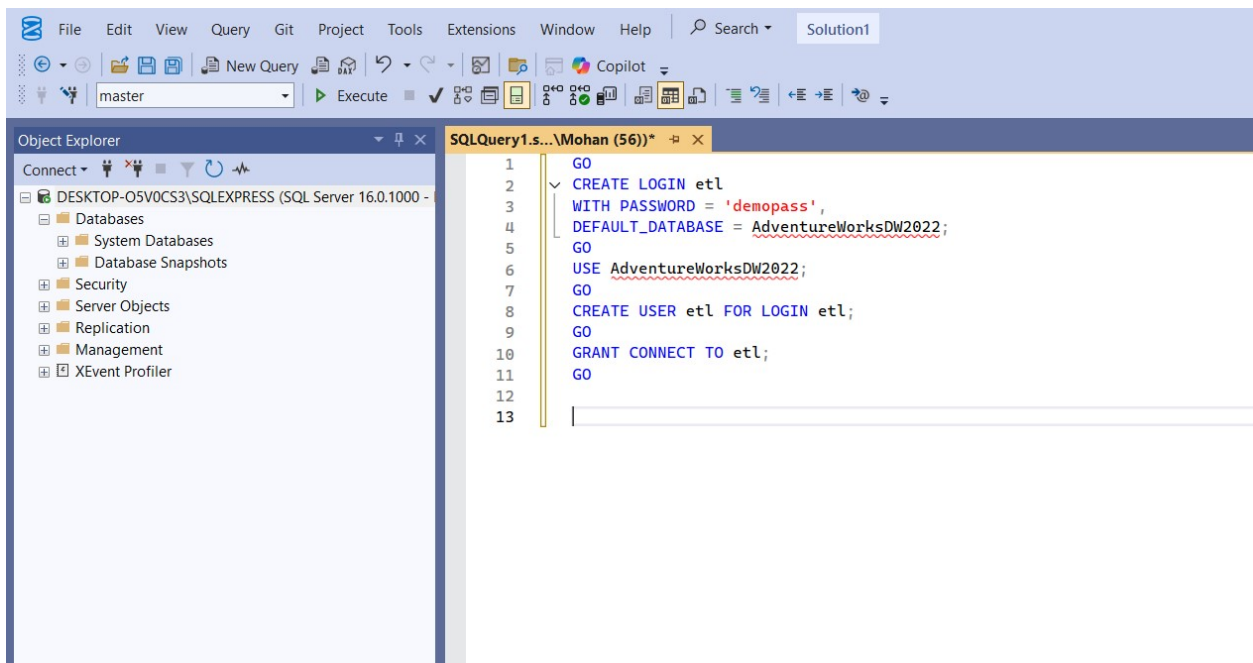 File Edit View Query Git Project Tools Extensions Window Help Search Solution1
New Query DAX Copilot
master Execute
Object Explorer
Connect
DESKTOP-O5V0CS3\SQLEXPRESS (SQL Server 16.0.1000 -
Databases
System Databases
Database Snapshots
Security
Server Objects
Replication
Management
XEvent Profiler
SQLQuery1.s...\Mohan (56))*
1 GO
2 CREATE LOGIN etl
3 WITH PASSWORD = 'demopass',
4 DEFAULT_DATABASE = AdventureWorksDW2022;
5 GO
6 USE AdventureWorksDW2022;
7 GO
8 CREATE USER etl FOR LOGIN etl;
9 GO
10 GRANT CONNECT TO etl;
11 GO
12
13